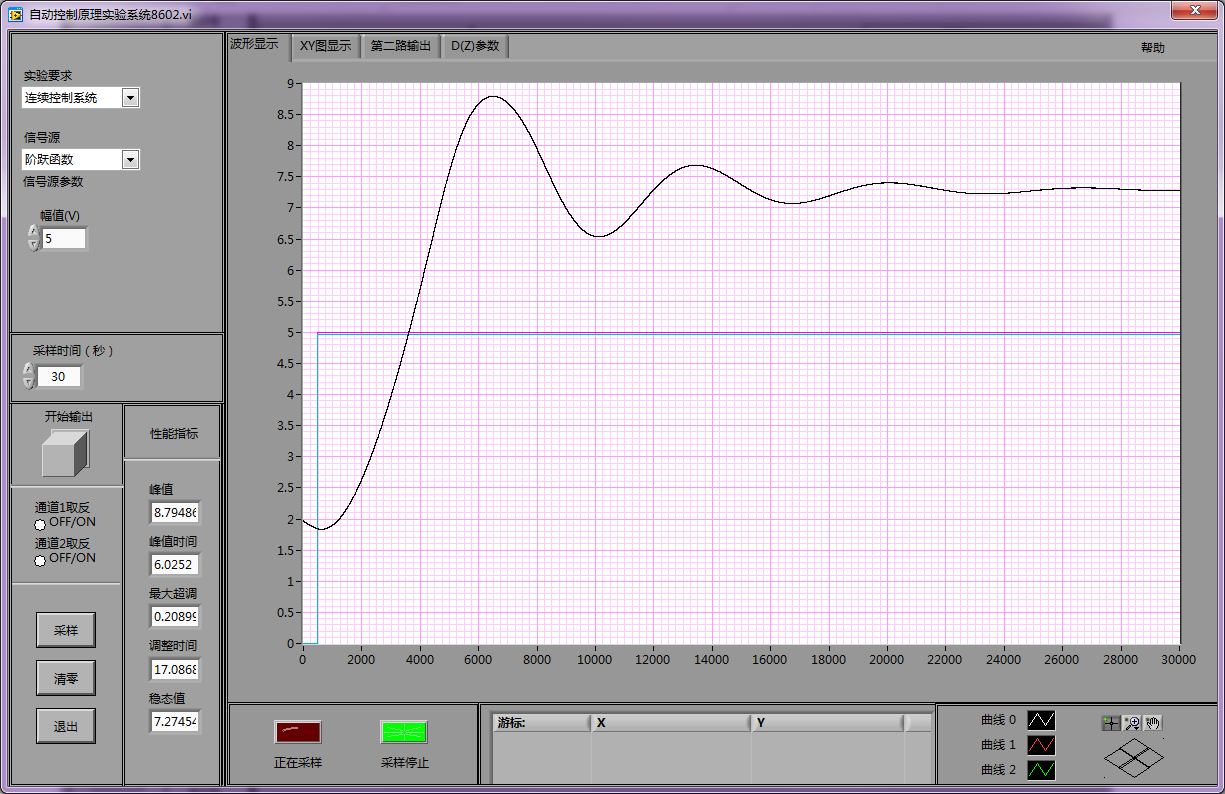 自动控制原理实验系统8602.vi
波形显示
XY图显示
第二路输出
D(Z)参数
帮助
实验要求
连续控制系统
信号源
阶跃函数
信号源参数
幅值(V)
5
采样时间（秒）
30
开始输出
性能指标
通道1取反
OFF/ON
通道2取反
OFF/ON
采样
清零
退出
峰值
8.79486
峰值时间
6.0252
最大超调
0.20899
调整时间
17.0868
稳态值
7.27454
9
8.5
8
7.5
7
6.5
6
5.5
5
4.5
4
3.5
3
2.5
2
1.5
1
0.5
0
0 2000 4000 6000 8000 10000 12000 14000 16000 18000 20000 22000 24000 26000 28000 30000
正在采样
采样停止
游标: X Y
曲线 0
曲线 1
曲线 2